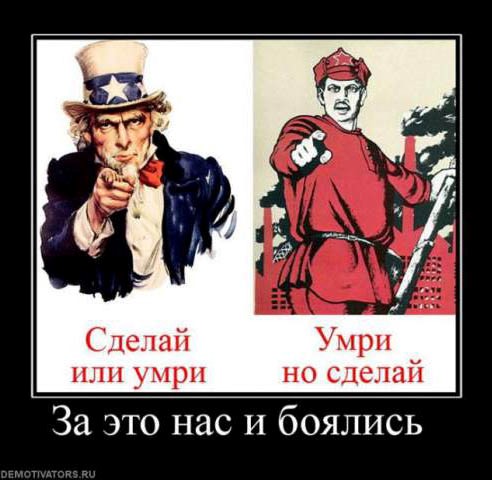 Сделай
или умри
Умри
но сделай
За это нас и боялись
DEMOTIVATORS.RU